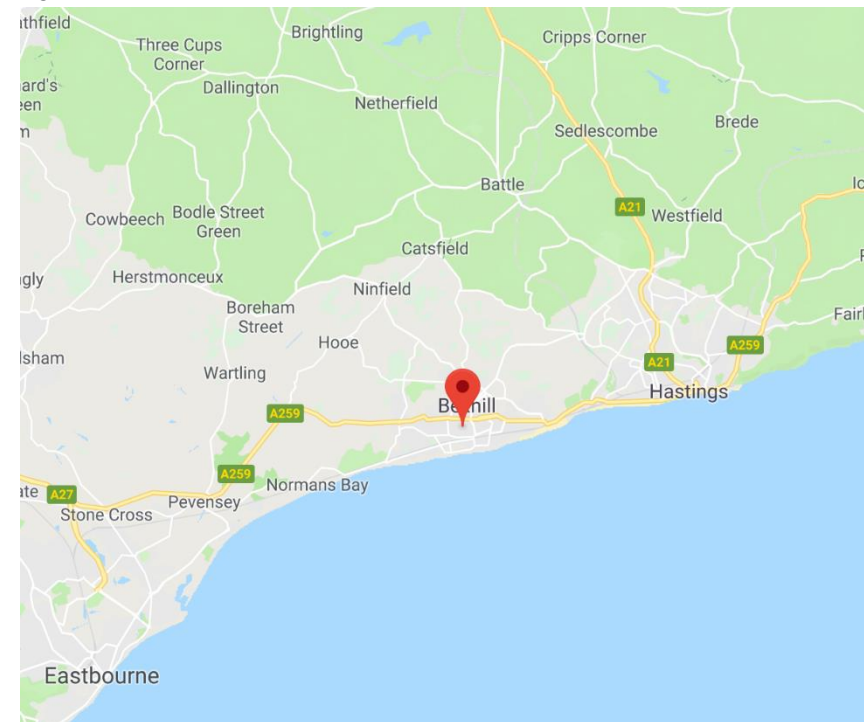 Brightling
Cripps Corner
Three Cups
Corner
Dallington
Netherfield
Brede
Sedlescombe
Battle
A21
Westfield
Cowbeech
Bodle Street
Green
Catsfield
Herstmonceux
Ninfield
Boreham
Street
Hooe
A259
A21
Wartling
Hastings
A259
A259
Normans Bay
A27
Pevensey
Stone Cross
Eastbourne